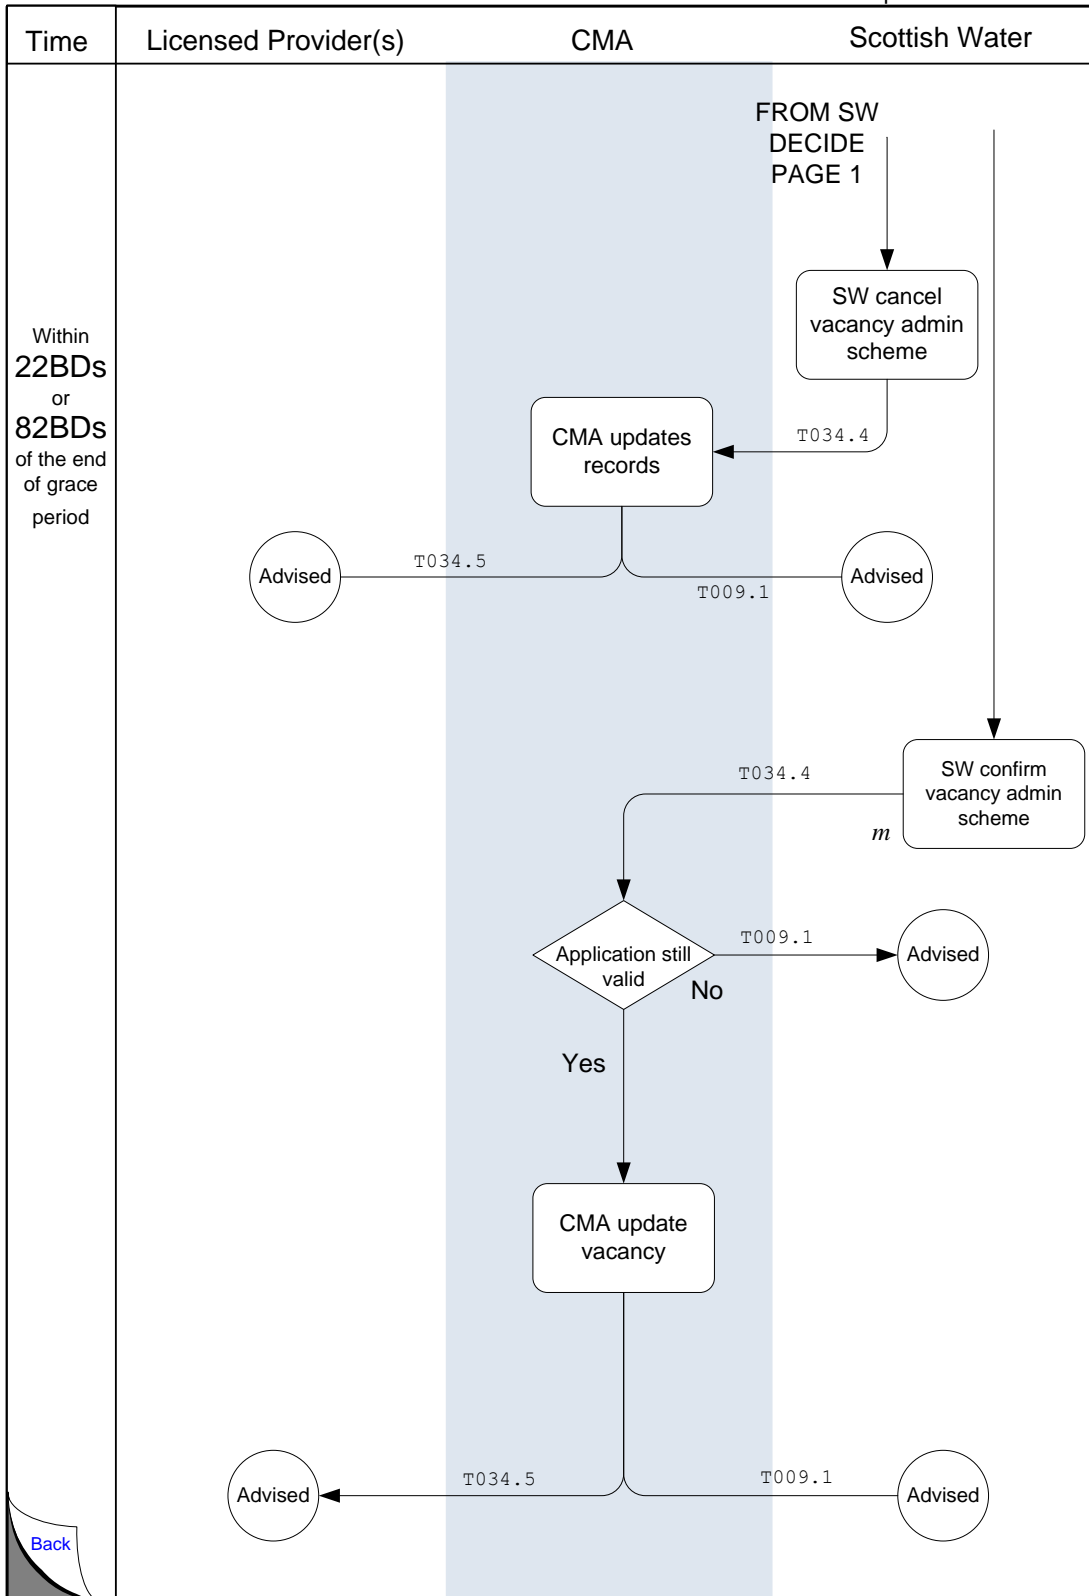 Time
Licensed Provider(s)
CMA
Scottish Water
FROM SW
DECIDE
PAGE 1
SW cancel
vacancy admin
scheme
Within
22BDs
or
82BDs
of the end
of grace
period
T034.4
CMA updates
records
Advised
T034.5
T009.1
Advised
T034.4
SW confirm
vacancy admin
scheme
m
Application still
valid
T009.1
No
Advised
Yes
CMA update
vacancy
Advised
T034.5
T009.1
Advised
Back